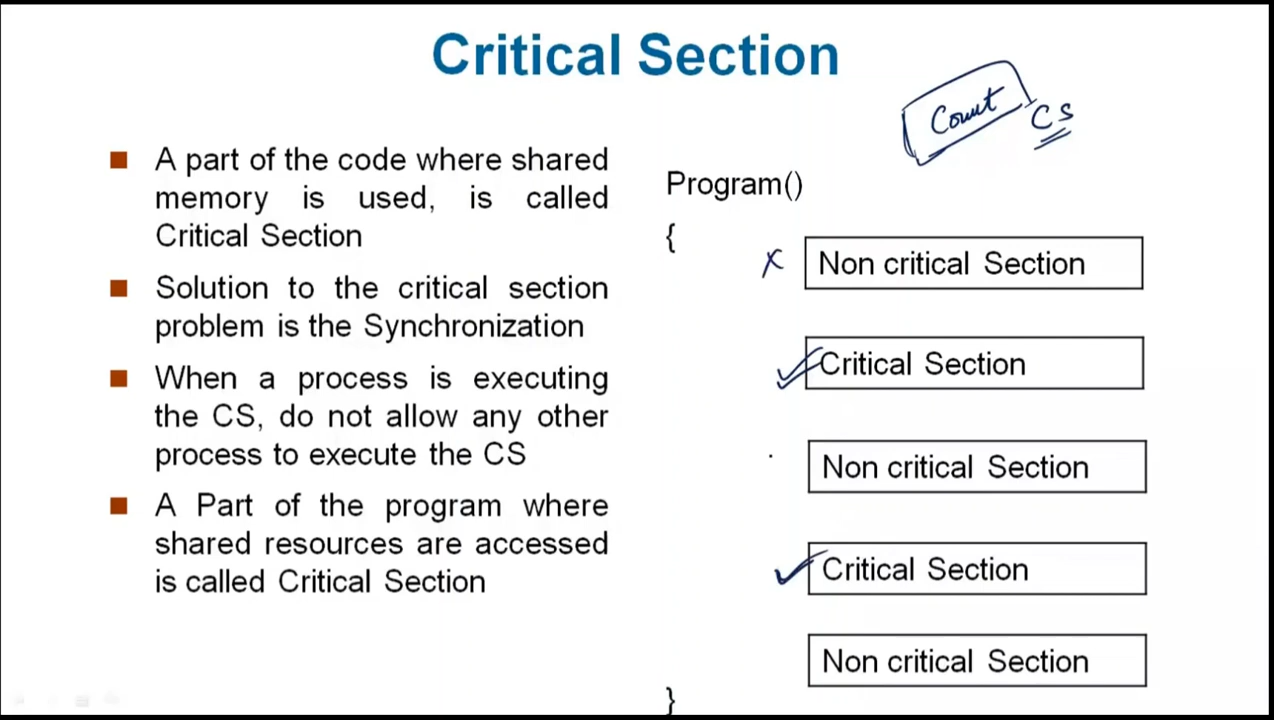 Critical Section
Count
CS
A part of the code where shared
memory is used, is called
Critical Section
Solution to the critical section
problem is the Synchronization
When a process is executing
the CS, do not allow any other
process to execute the CS
A Part of the program where
shared resources are accessed
is called Critical Section
Program()
{
Non critical Section
Critical Section
Non critical Section
Critical Section
Non critical Section
}